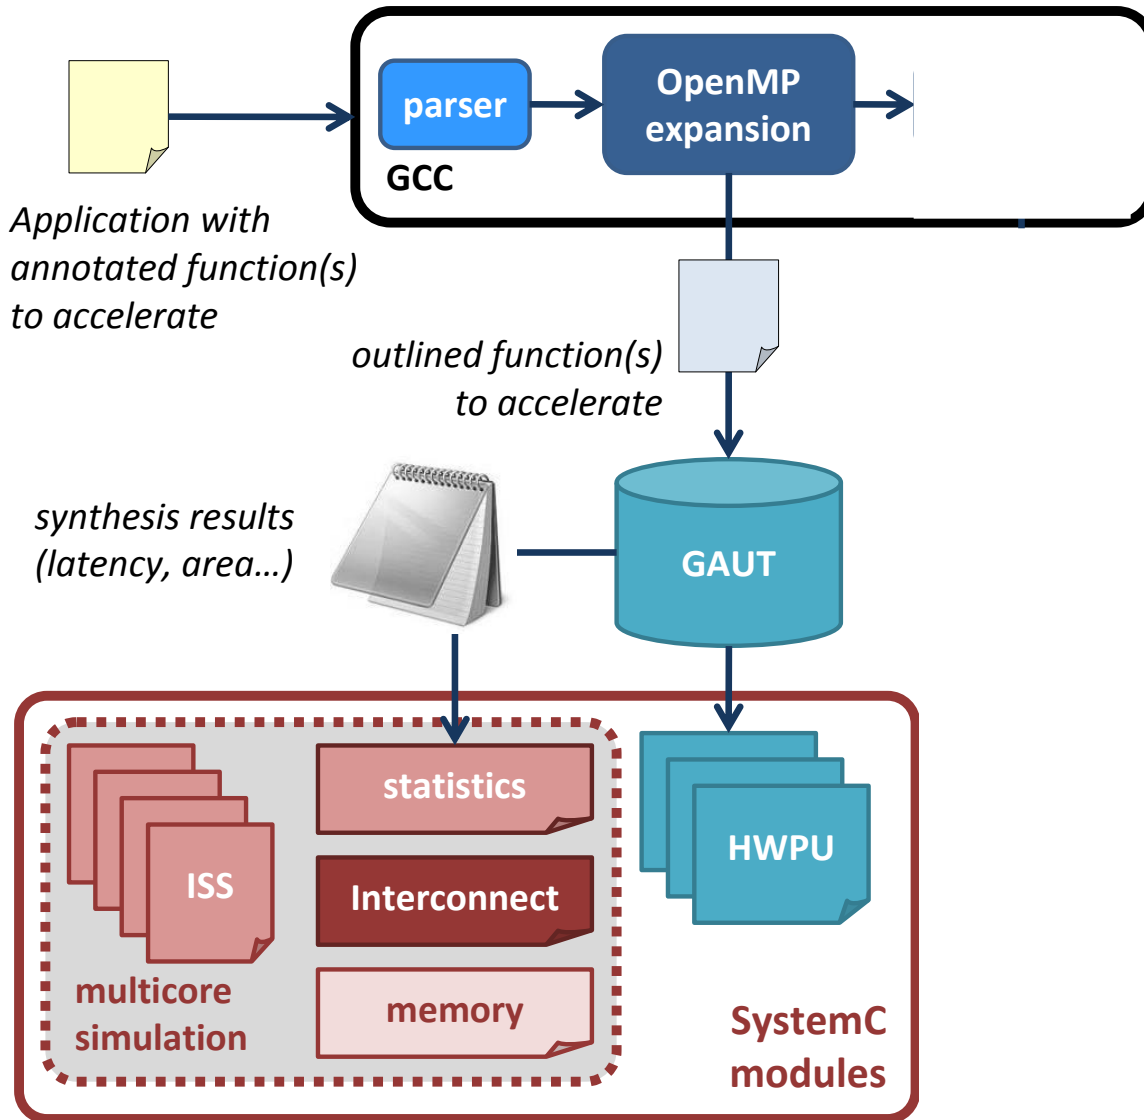 parser
OpenMP
expansion
GCC
Application with
annotated function(s)
to accelerate
outlined function(s)
to accelerate
synthesis results
(latency, area…)
GAUT
statistics
ISS
Interconnect
HWPU
multicore
simulation
memory
SystemC
modules